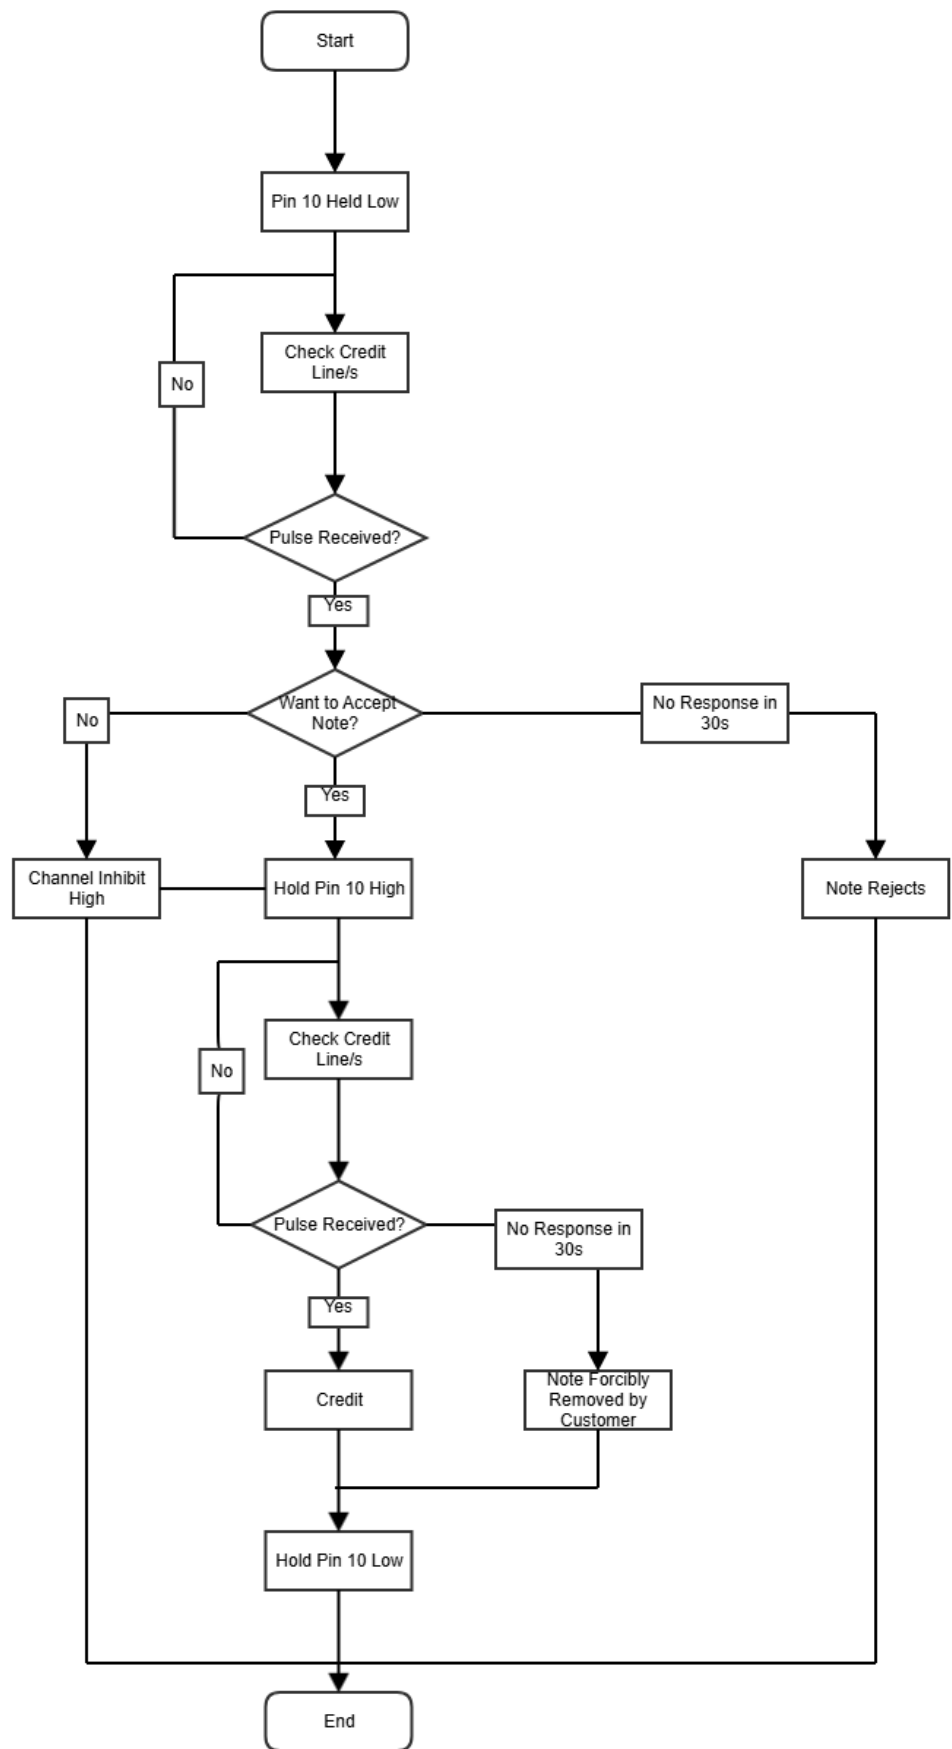 Start
Pin 10 Held Low
Check Credit
Line/s
No
Pulse Received?
Yes
Want to Accept
Note?
No
No Response in
30s
Yes
Channel Inhibit
High
Hold Pin 10 High
Note Rejects
Check Credit
Line/s
No
Pulse Received?
No Response in
30s
Yes
Credit
Note Forcibly
Removed by
Customer
Hold Pin 10 Low
End